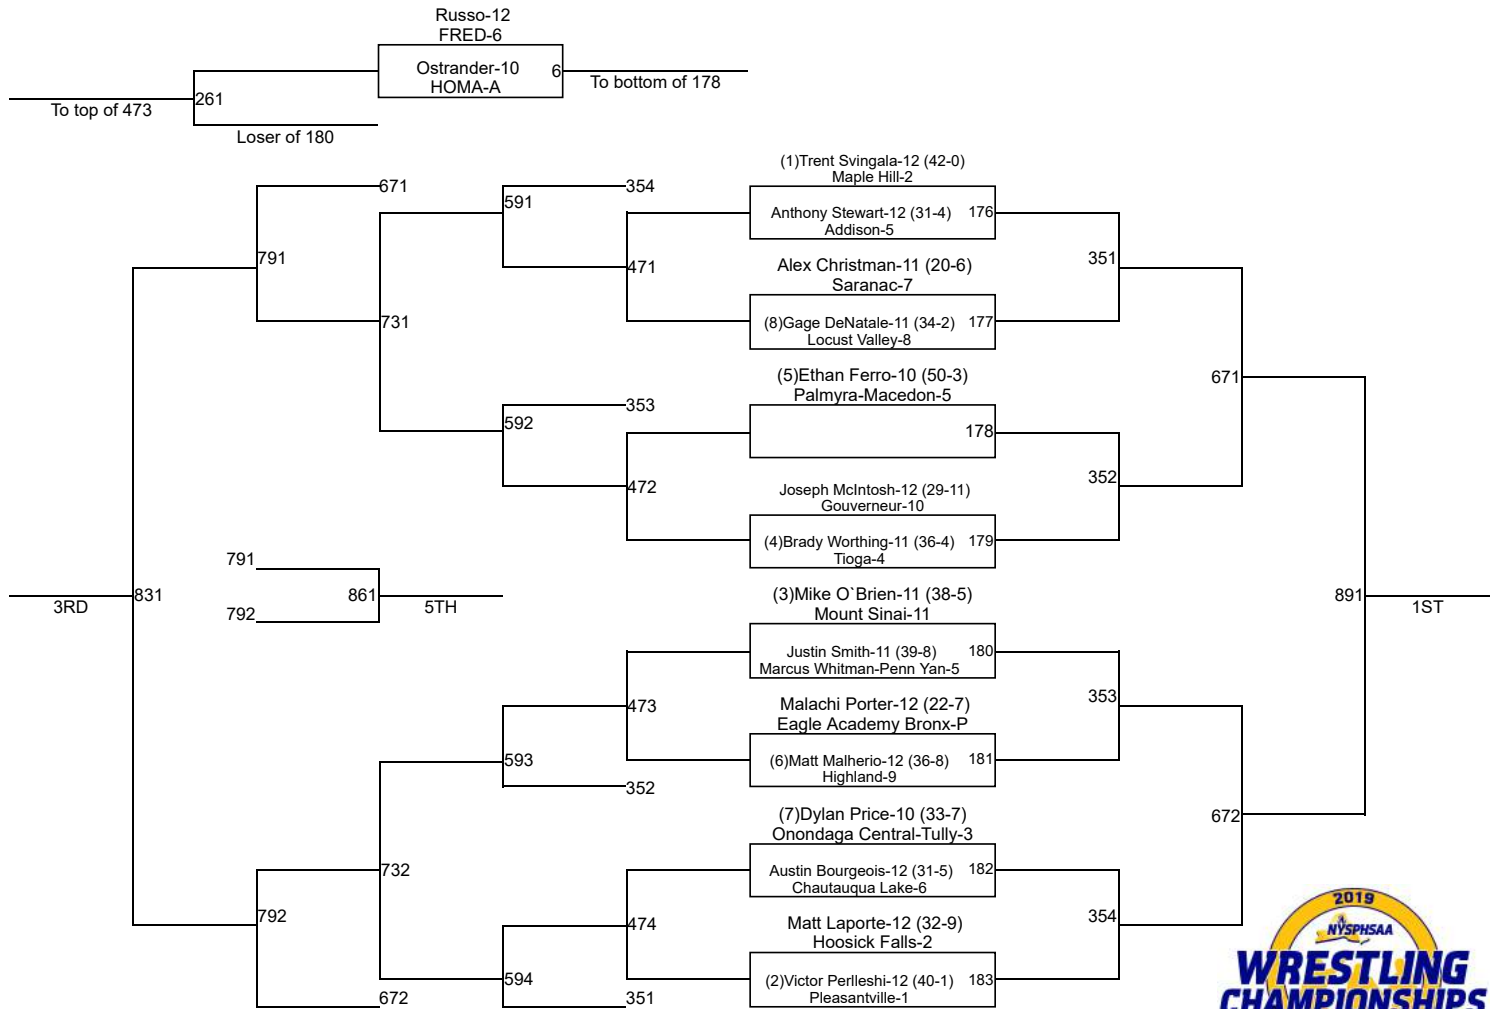 Russo-12
FRED-6
Ostrander-10
HOMA-A
6
To bottom of 178
To top of 473
261
Loser of 180
(1)Trent Svingala-12 (42-0)
Maple Hill-2
671
354
591
Anthony Stewart-12 (31-4)
176
Addison-5
791
471
Alex Christman-11 (20-6)
Saranac-7
351
731
(8)Gage DeNatale-11 (34-2)
177
Locust Valley-8
(5)Ethan Ferro-10 (50-3)
Palmyra-Macedon-5
671
353
592
178
472
Joseph McIntosh-12 (29-11)
Gouverneur-10
352
(4)Brady Worthing-11 (36-4)
179
Tioga-4
791
831
3RD
861
5TH
792
(3)Mike O`Brien-11 (38-5)
Mount Sinai-11
891
1ST
Justin Smith-11 (39-8)
180
Marcus Whitman-Penn Yan-5
473
Malachi Porter-12 (22-7)
Eagle Academy Bronx-P
353
593
(6)Matt Malherio-12 (36-8)
181
Highland-9
352
(7)Dylan Price-10 (33-7)
Onondaga Central-Tully-3
672
732
Austin Bourgeois-12 (31-5)
182
Chautauqua Lake-6
792
474
Matt Laporte-12 (32-9)
Hoosick Falls-2
354
594
(2)Victor Perlleshi-12 (40-1)
183
Pleasantville-1
672
351
2019
NYSPHSAA
WRESTLING
CHAMPIONSHIPS